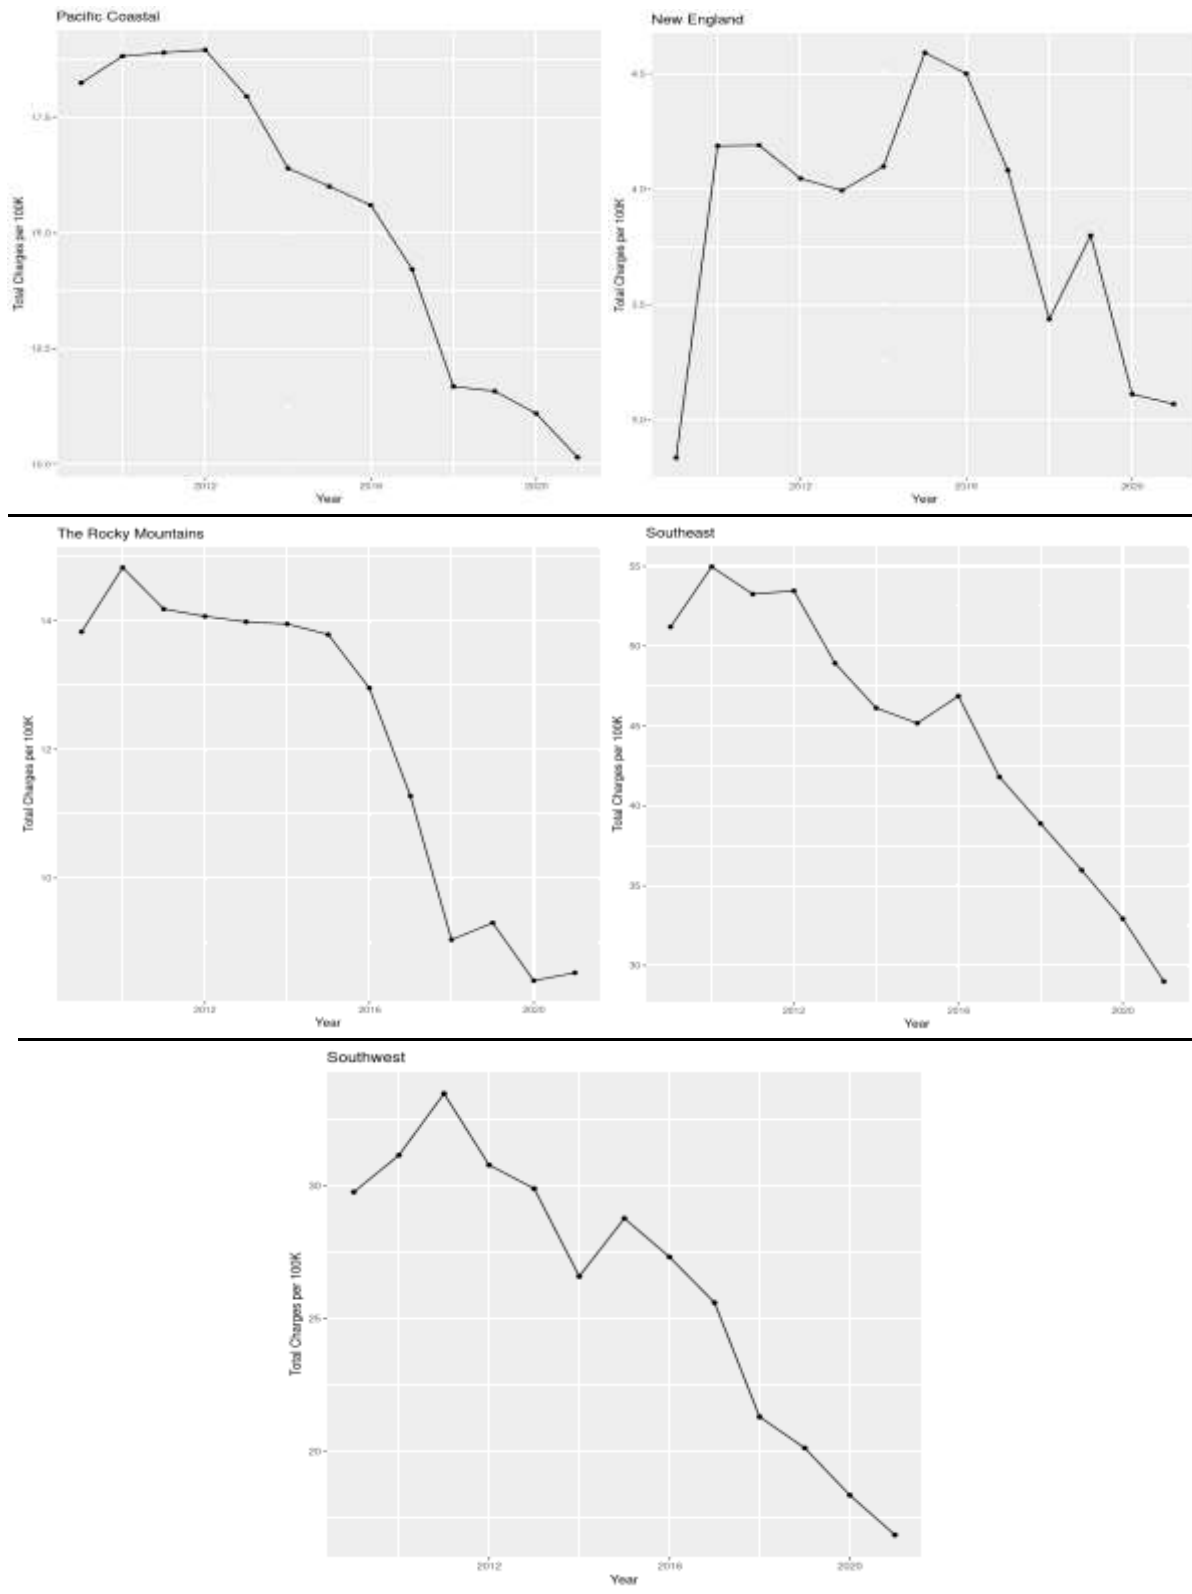 Pacific Coastal
17.5
15.0
12.5
10.0
Total Charges per 100K
2012
2016
2020
Year
New England
4.5
4.0
3.5
3.0
Total Charges per 100K
2012
2016
2020
Year
The Rocky Mountains
14
12
10
Total Charges per 100K
2012
2016
2020
Year
Southeast
55
50
45
40
35
30
Total Charges per 100K
2012
2016
2020
Year
Southwest
30
25
20
Total Charges per 100K
2012
2016
2020
Year